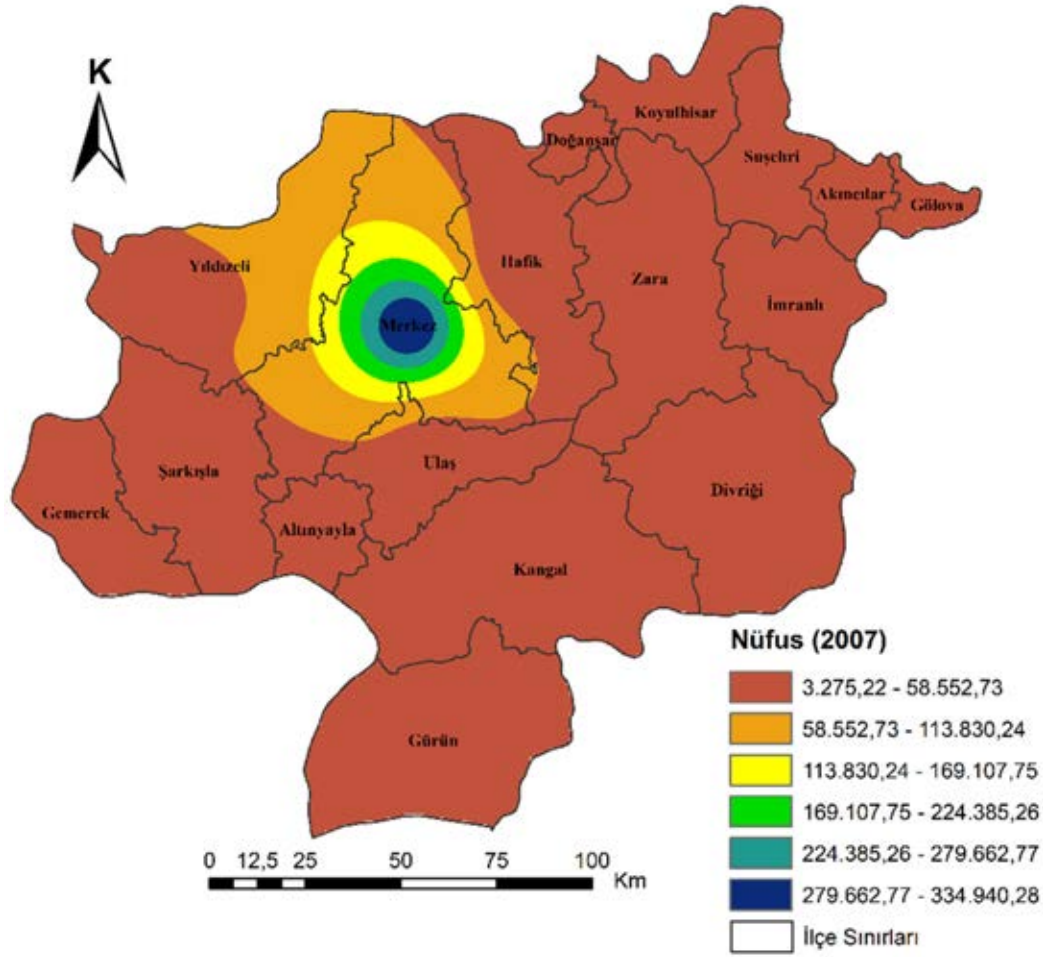 K
Koyulhisar
Doğanşar
Suşehri
Akıncılar
Gölova
Yıldızeli
Hafik
Zara
İmranlı
Merkez
Şarkışla
Ulaş
Divriği
Gemerek
Altınyayla
Kangal
Gürün
Nüfus (2007)
3.275,22 - 58.552,73
58.552,73 - 113.830,24
113.830,24 - 169.107,75
169.107,75 - 224.385,26
224.385,26 - 279.662,77
279.662,77 - 334.940,28
İlçe Sınırları
0 12,5 25 50 75 100
Km